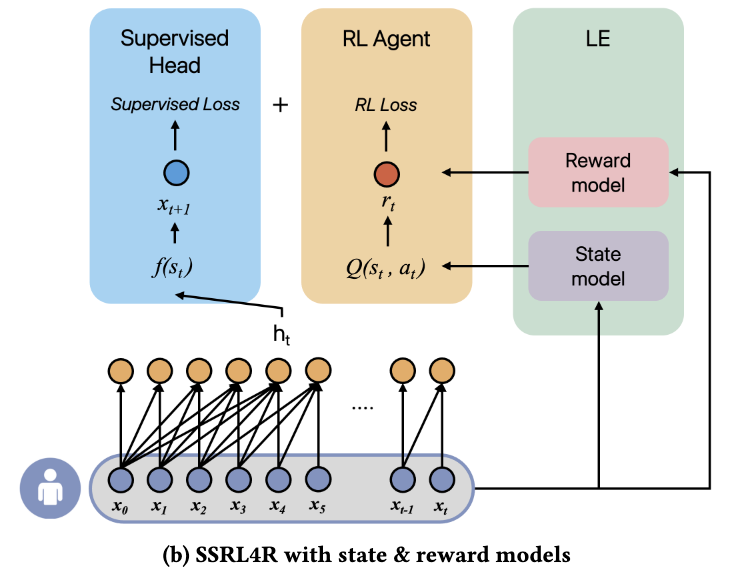 Supervised
Head
RL Agent
LE
Supervised Loss
+
RL Loss
Reward
model
x_{t+1}
r_t
f(s_t)
Q(s_t , a_t)
State
model
h_t
....
x_0 x_1 x_2 x_3 x_4 x_5 x_{t-1} x_t
(b) SSRL4R with state & reward models